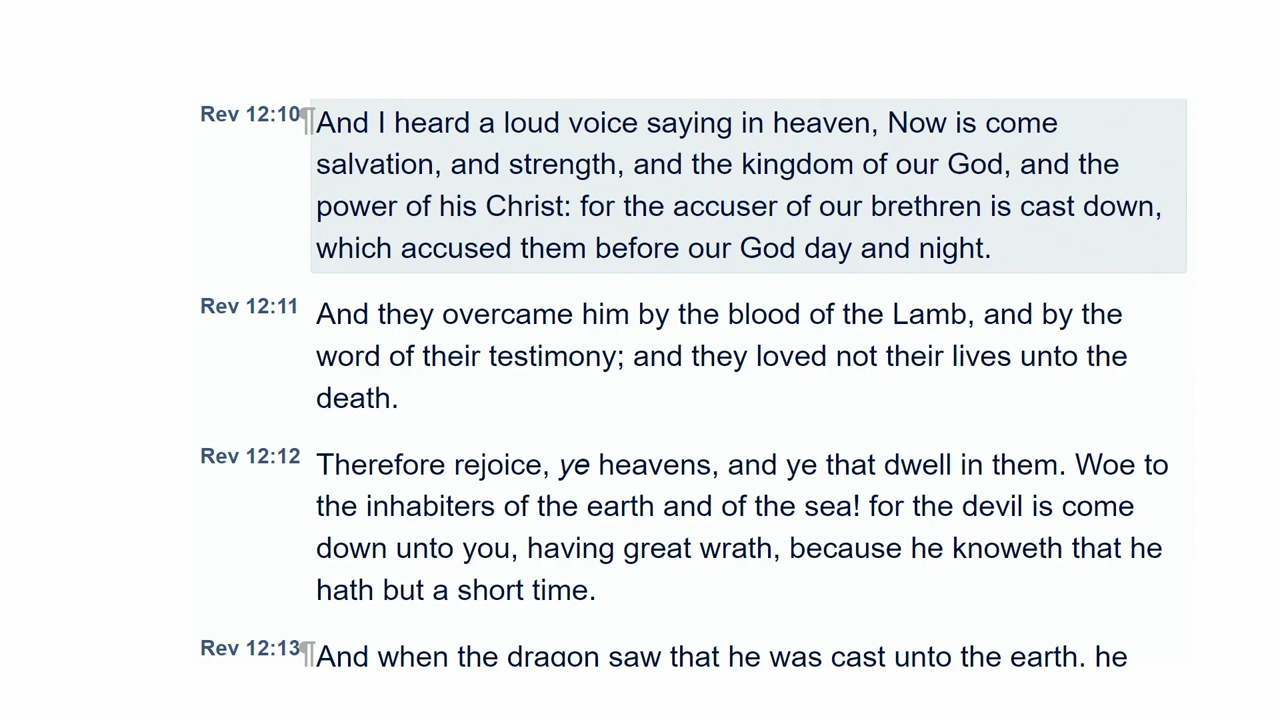 Rev 12:10¶And I heard a loud voice saying in heaven, Now is come
salvation, and strength, and the kingdom of our God, and the
power of his Christ: for the accuser of our brethren is cast down,
which accused them before our God day and night.
Rev 12:11 And they overcame him by the blood of the Lamb, and by the
word of their testimony; and they loved not their lives unto the
death.
Rev 12:12 Therefore rejoice, ye heavens, and ye that dwell in them. Woe to
the inhabiters of the earth and of the sea! for the devil is come
down unto you, having great wrath, because he knoweth that he
hath but a short time.
Rev 12:13¶And when the dragon saw that he was cast unto the earth, he